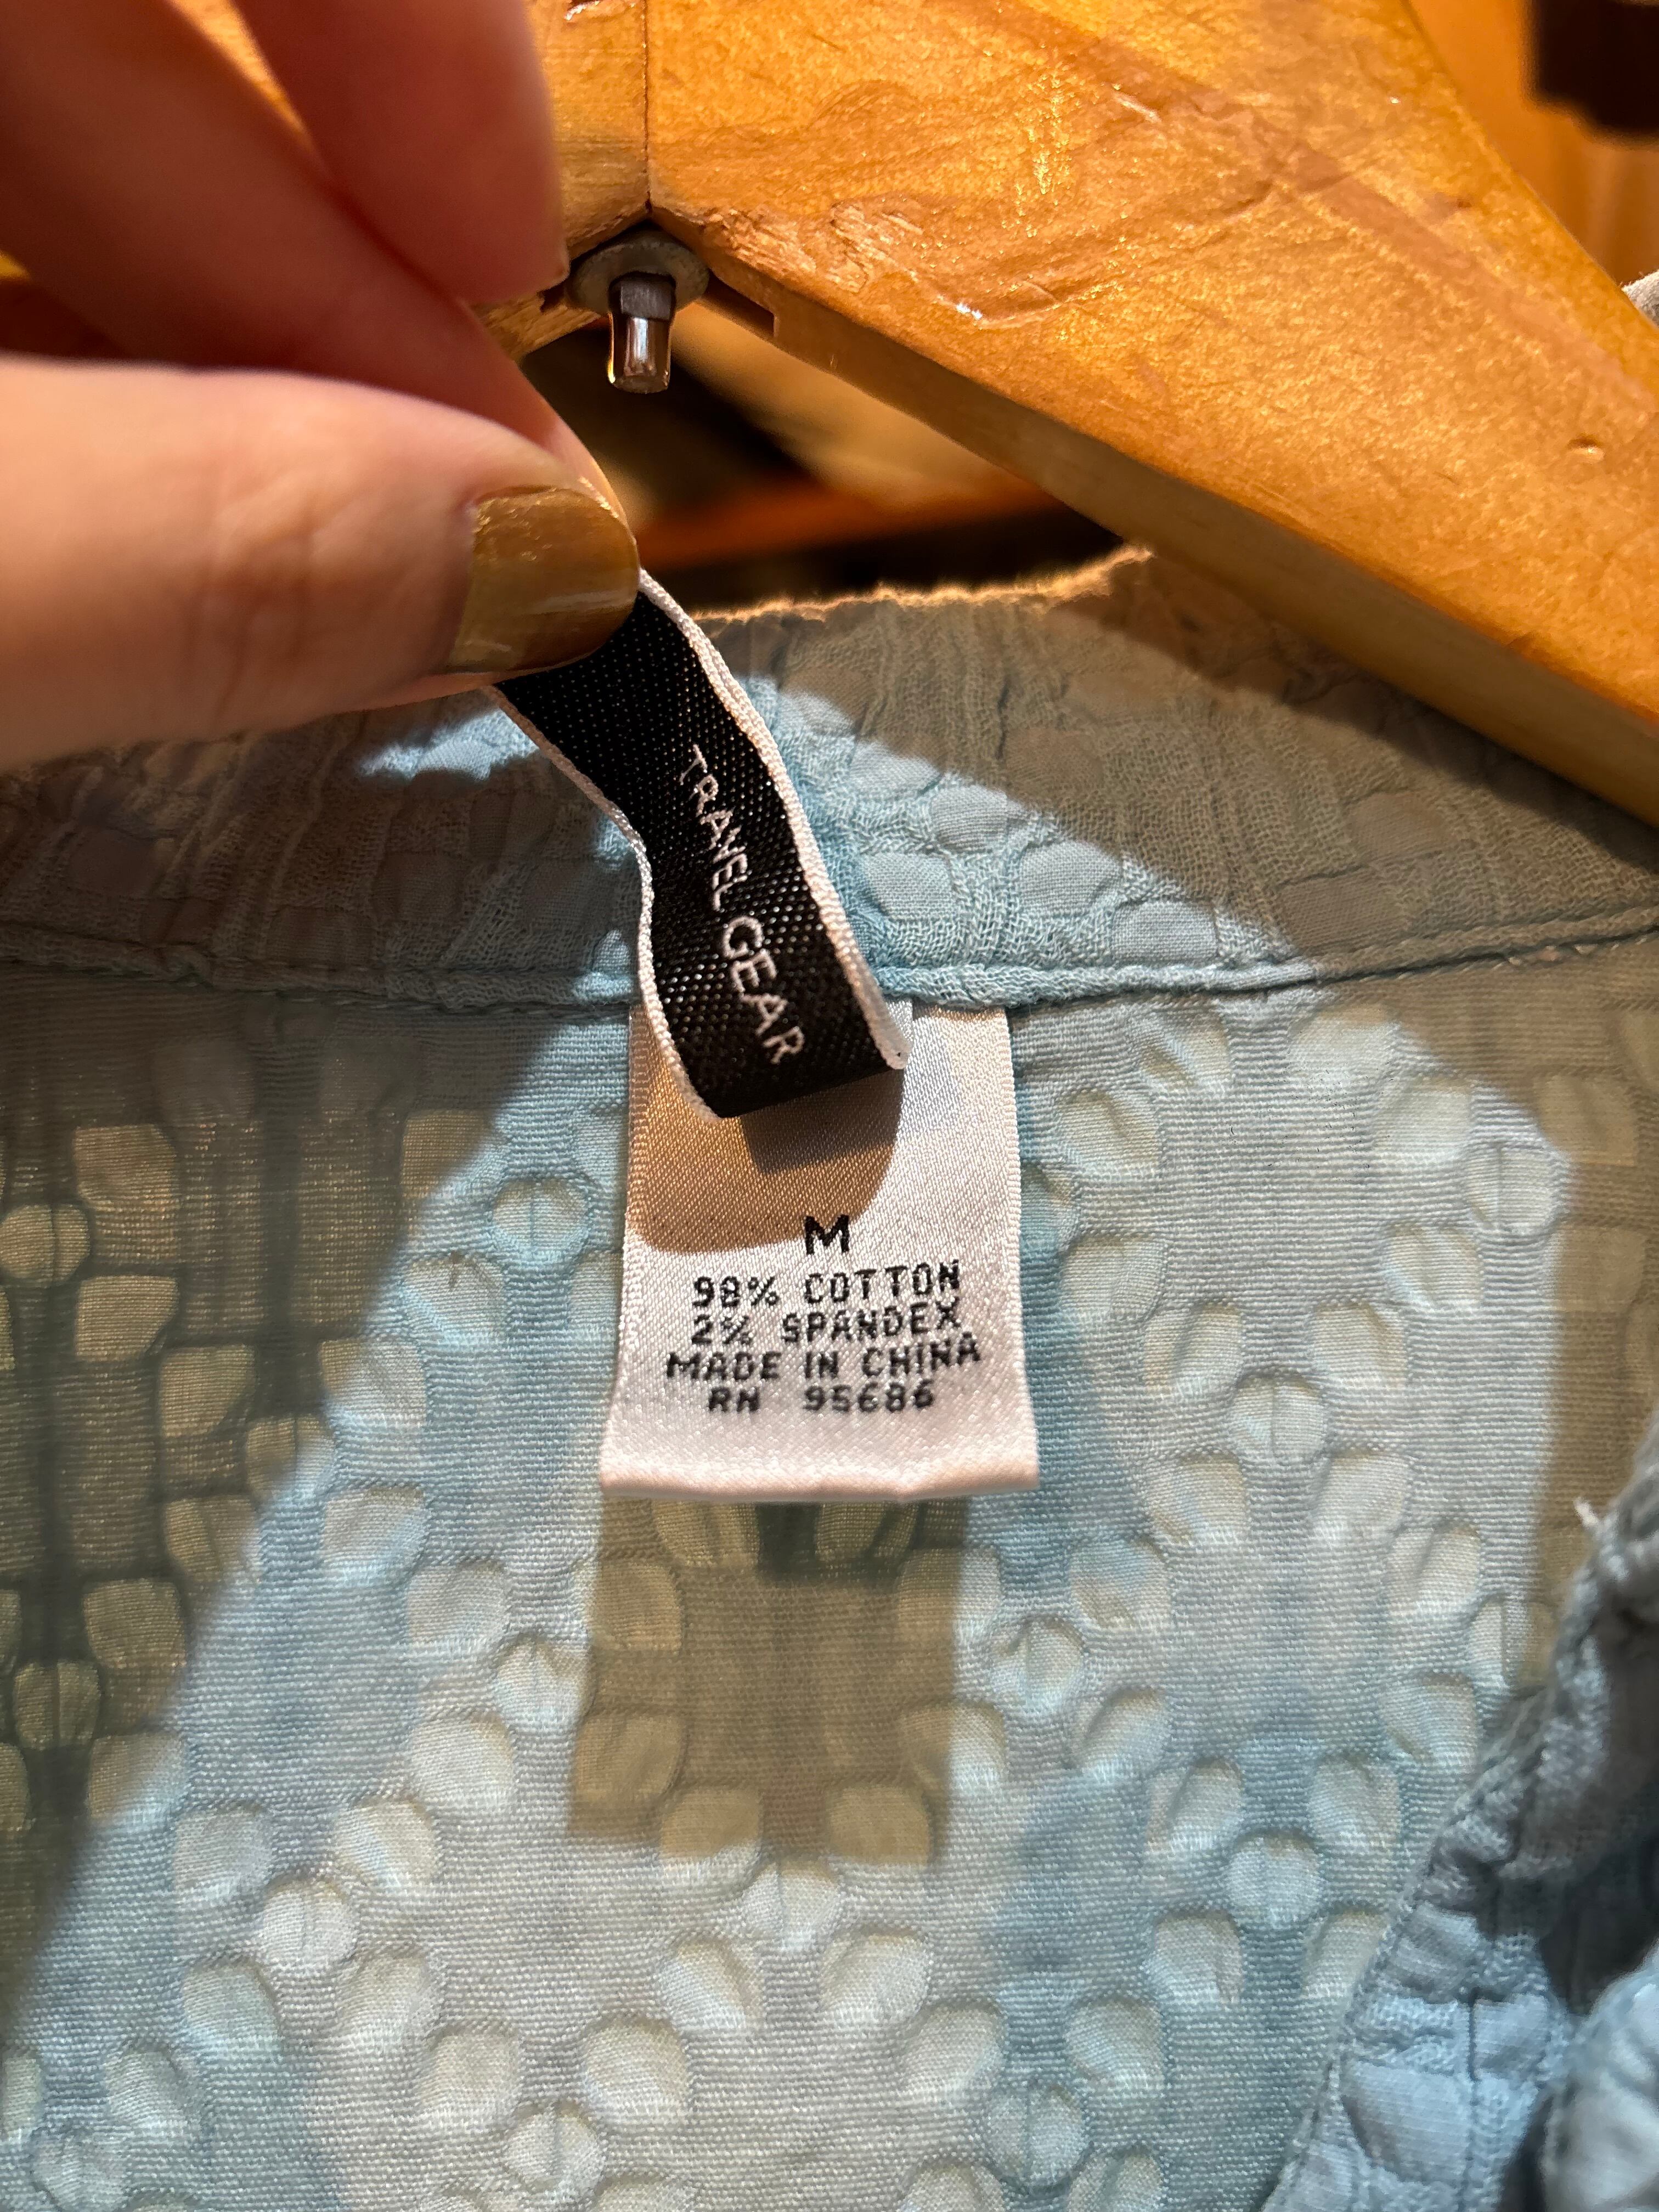 TRAVEL GEAR
M
98% COTTON
2% SPANDEX
MADE IN CHINA
RN 95686